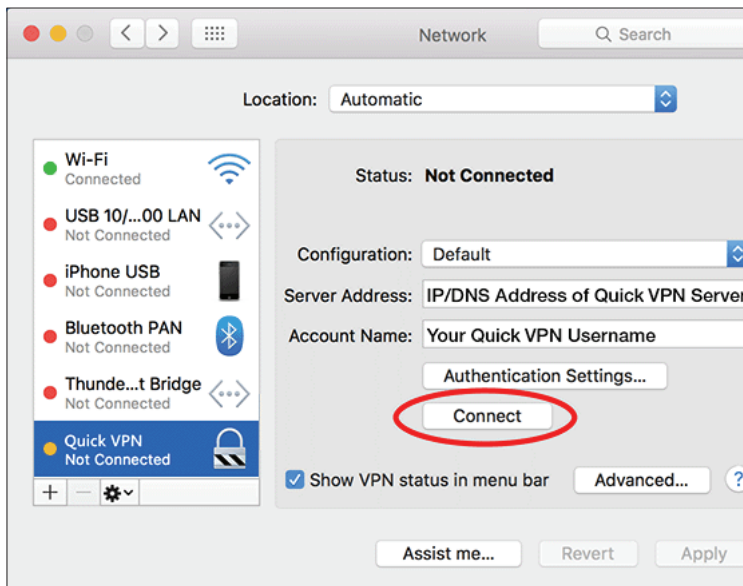 Network
Search
Location: Automatic
Wi-Fi
Connected
USB 10/...00 LAN
Not Connected
iPhone USB
Not Connected
Bluetooth PAN
Not Connected
Thunde...t Bridge
Not Connected
Quick VPN
Not Connected
Status: Not Connected
Configuration: Default
Server Address: IP/DNS Address of Quick VPN Server
Account Name: Your Quick VPN Username
Authentication Settings...
Connect
Show VPN status in menu bar
Advanced...
?
Assist me...
Revert
Apply